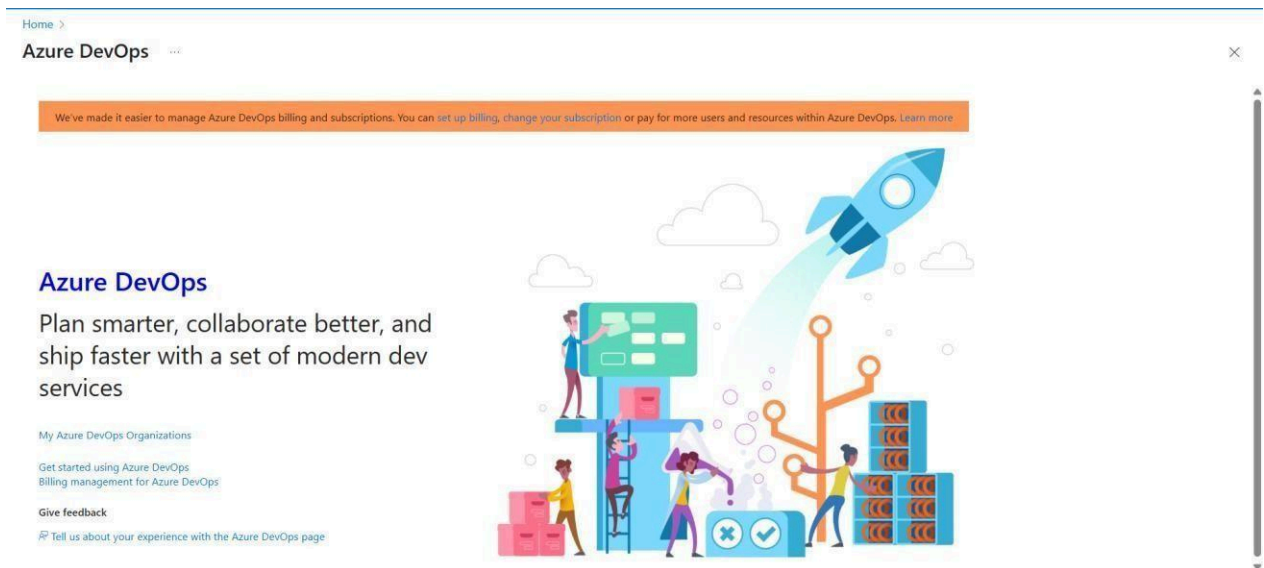 Home >
Azure DevOps ...
We've made it easier to manage Azure DevOps billing and subscriptions. You can set up billing, change your subscription or pay for more users and resources within Azure DevOps. Learn more
Azure DevOps
Plan smarter, collaborate better, and
ship faster with a set of modern dev
services
My Azure DevOps Organizations
Get started using Azure DevOps
Billing management for Azure DevOps
Give feedback
Tell us about your experience with the Azure DevOps page